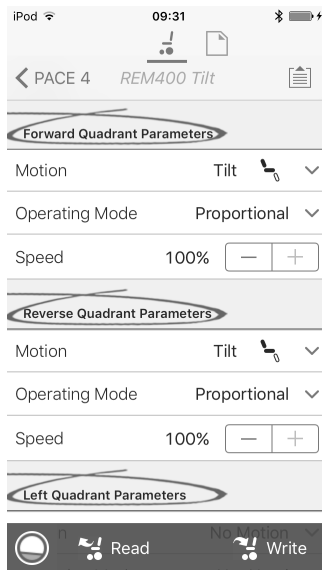 iPod 09:31
PACE 4 REM400 Tilt
Forward Quadrant Parameters
Motion Tilt
Operating Mode Proportional
Speed 100% − +
Reverse Quadrant Parameters
Motion Tilt
Operating Mode Proportional
Speed 100% − +
Left Quadrant Parameters
n No Motion
Read Write